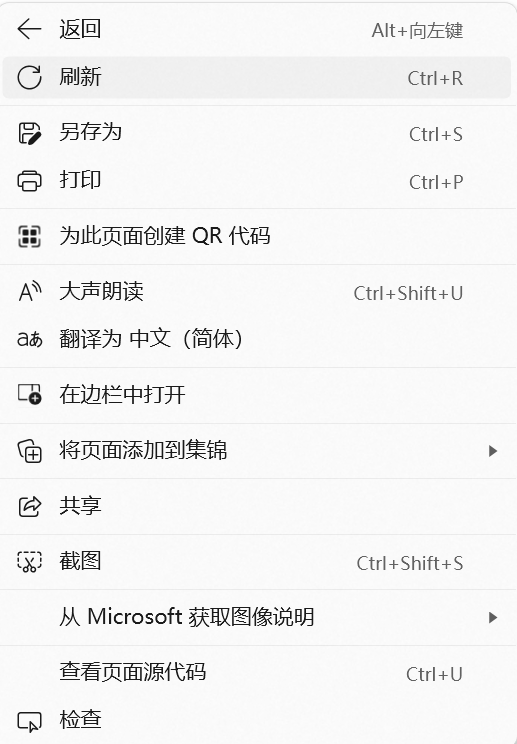 返回 Alt+向左键
刷新 Ctrl+R
另存为 Ctrl+S
打印 Ctrl+P
为此页面创建 QR 代码
大声朗读 Ctrl+Shift+U
aあ 翻译为 中文（简体）
在边栏中打开
将页面添加到集锦
共享
截图 Ctrl+Shift+S
从 Microsoft 获取图像说明
查看页面源代码 Ctrl+U
检查